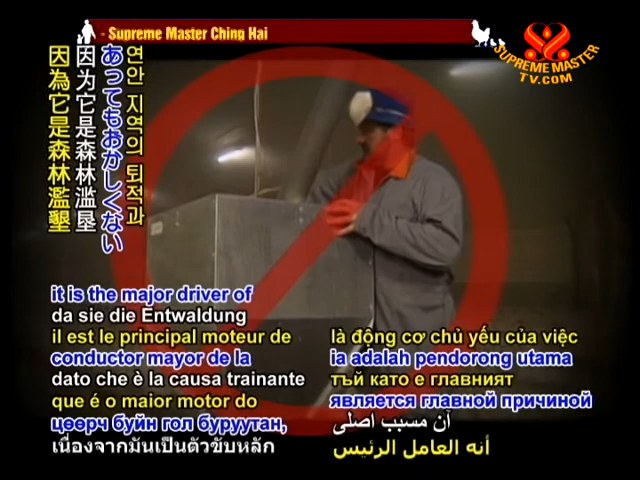 - Supreme Master Ching Hai
SUPREME MASTER
TV.COM
연안 지역의 퇴적과
あってもおかしくない
因为它是森林滥垦
因為它是森林濫墾
it is the major driver of
da sie die Entwaldung
il est le principal moteur de
conductor mayor de la
dato che è la causa trainante
que é o maior motor do
цөөрч буйн гол буруутан,
เนื่องจากมันเป็นตัวขับหลัก
là động cơ chủ yếu của việc
ia adalah pendorong utama
тъй като е главният
является главной причиной
آن مسبب اصلی
أنه العامل الرئيس